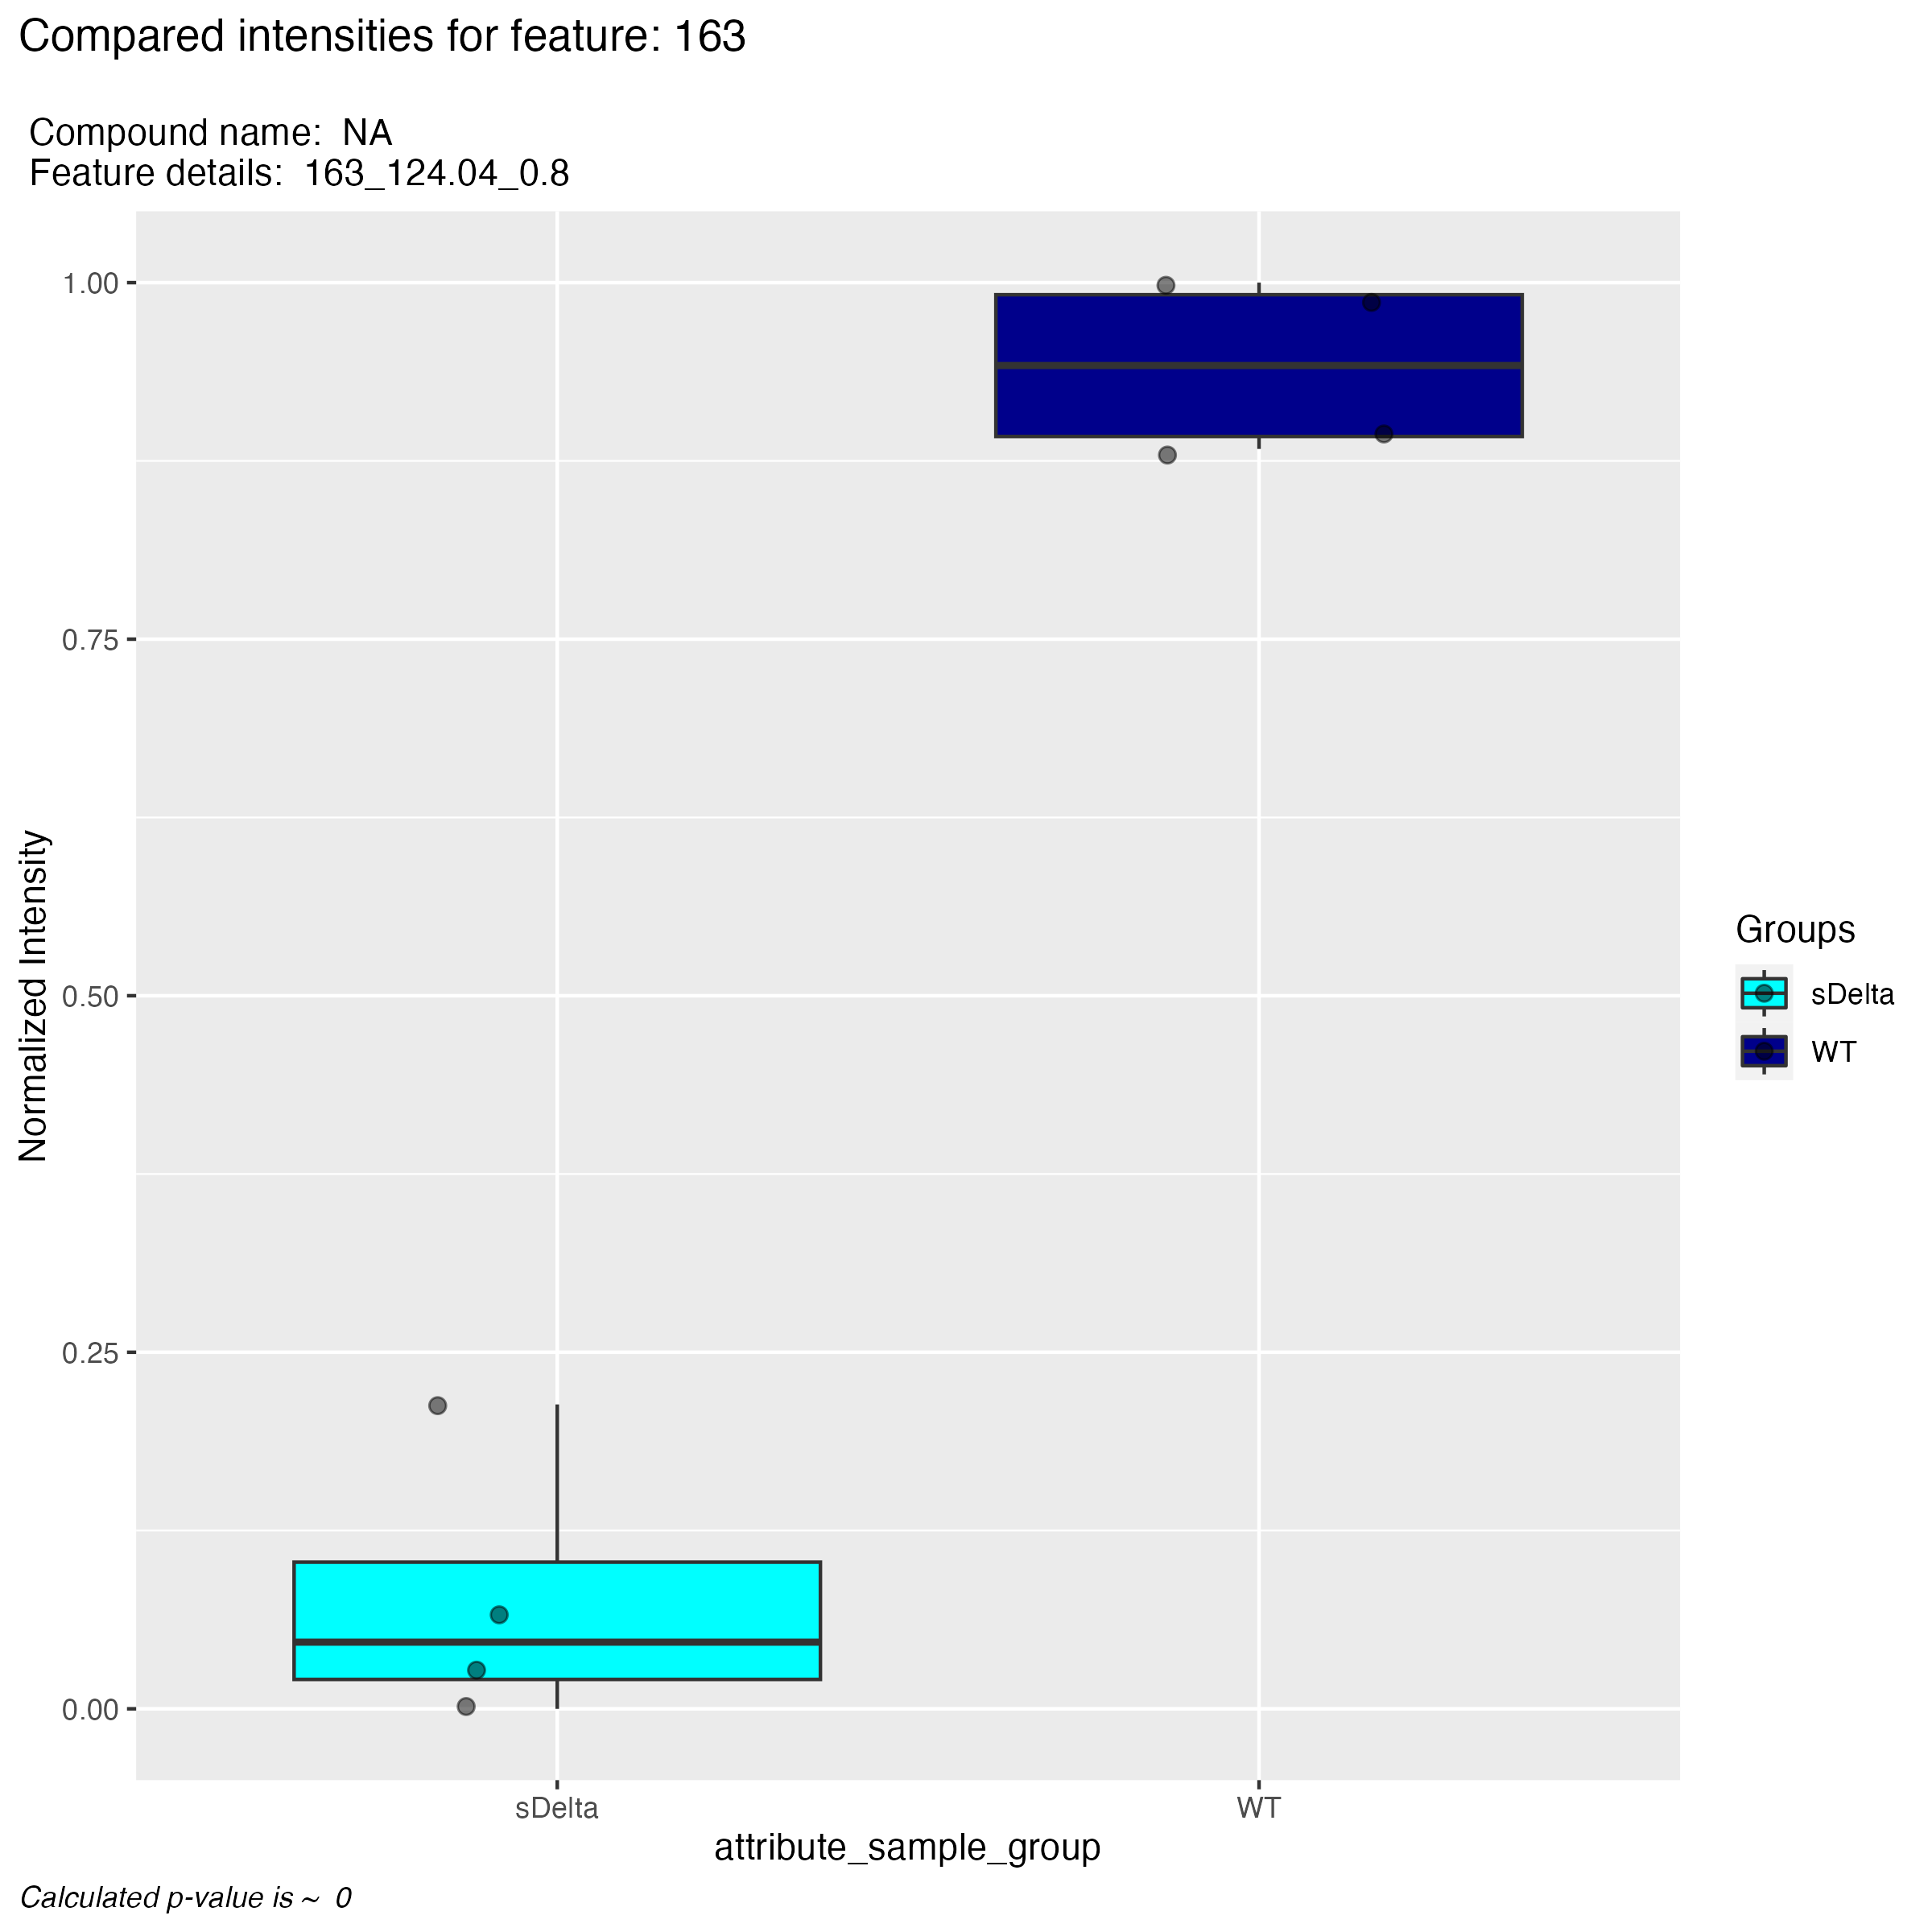 Compared intensities for feature: 163
Compound name:  NA
Feature details:  163_124.04_0.8
Normalized Intensity
1.00
0.75
0.50
0.25
0.00
sDelta
WT
attribute_sample_group
Groups
sDelta
WT
Calculated p-value is ~  0